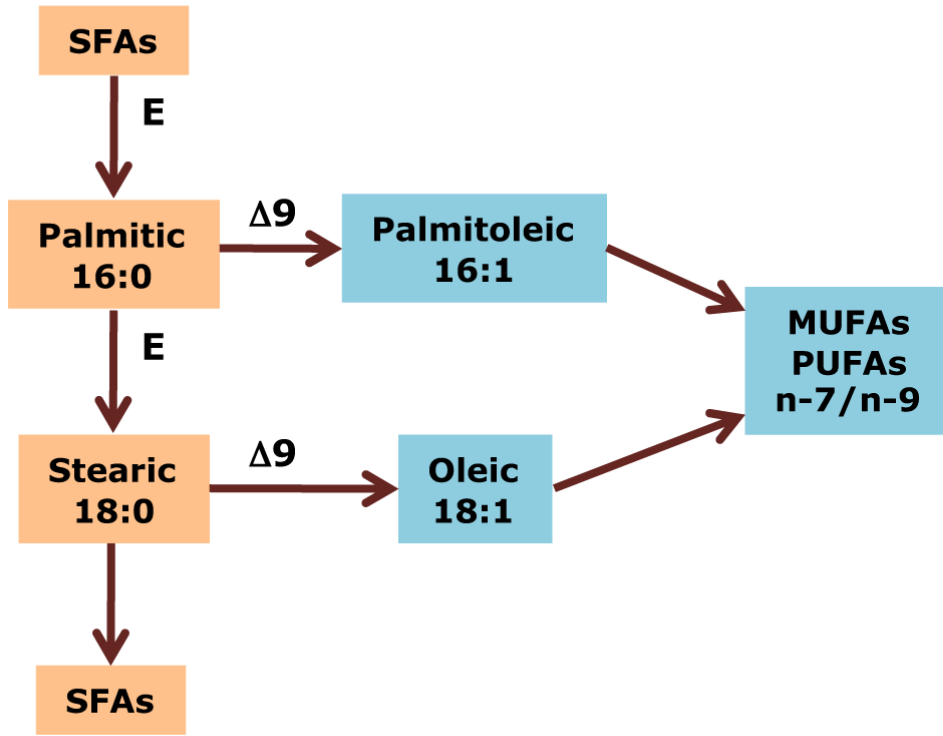 SFAs
E
Palmitic
16:0
Δ9
Palmitoleic
16:1
MUFAs
PUFAs
n-7/n-9
E
Stearic
18:0
Δ9
Oleic
18:1
SFAs